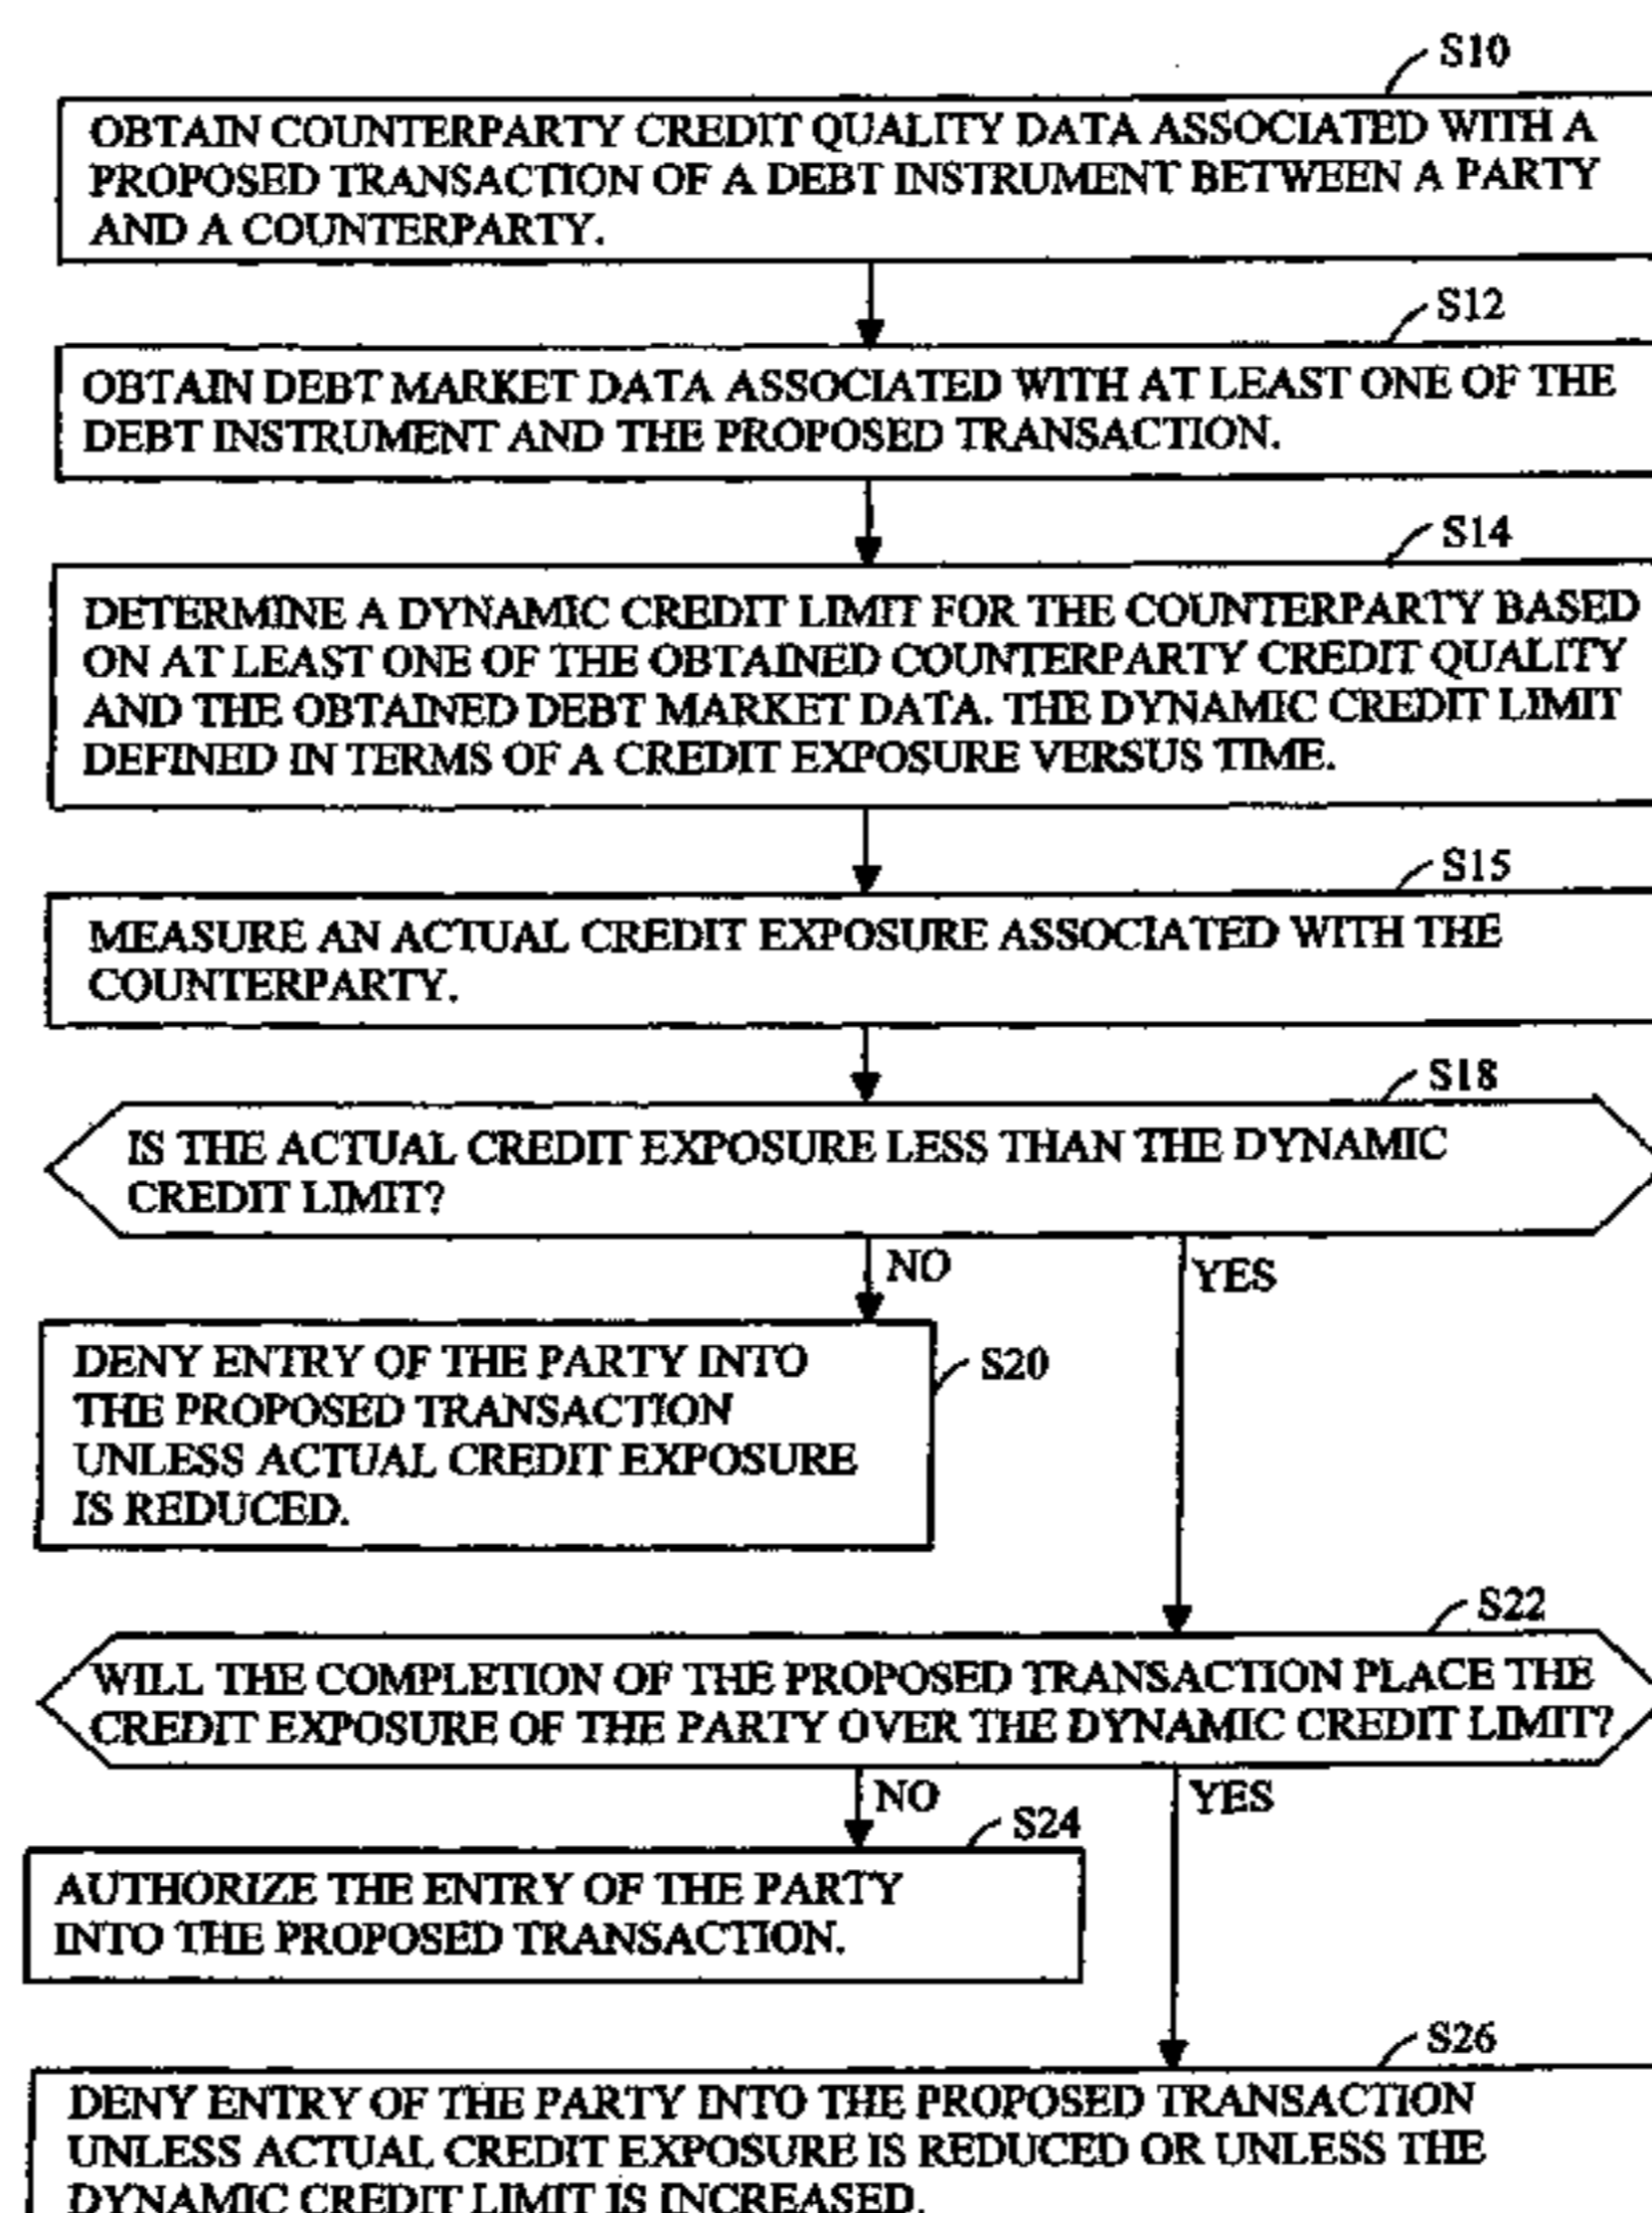 S10
OBTAIN COUNTERPARTY CREDIT QUALITY DATA ASSOCIATED WITH A
PROPOSED TRANSACTION OF A DEBT INSTRUMENT BETWEEN A PARTY
AND A COUNTERPARTY.
S12
OBTAIN DEBT MARKET DATA ASSOCIATED WITH AT LEAST ONE OF THE
DEBT INSTRUMENT AND THE PROPOSED TRANSACTION.
S14
DETERMINE A DYNAMIC CREDIT LIMIT FOR THE COUNTERPARTY BASED
ON AT LEAST ONE OF THE OBTAINED COUNTERPARTY CREDIT QUALITY
AND THE OBTAINED DEBT MARKET DATA. THE DYNAMIC CREDIT LIMIT
DEFINED IN TERMS OF A CREDIT EXPOSURE VERSUS TIME.
S15
MEASURE AN ACTUAL CREDIT EXPOSURE ASSOCIATED WITH THE
COUNTERPARTY.
S18
IS THE ACTUAL CREDIT EXPOSURE LESS THAN THE DYNAMIC
CREDIT LIMIT?
NO
YES
DENY ENTRY OF THE PARTY INTO
THE PROPOSED TRANSACTION
UNLESS ACTUAL CREDIT EXPOSURE
IS REDUCED.
S20
S22
WILL THE COMPLETION OF THE PROPOSED TRANSACTION PLACE THE
CREDIT EXPOSURE OF THE PARTY OVER THE DYNAMIC CREDIT LIMIT?
NO
YES
S24
AUTHORIZE THE ENTRY OF THE PARTY
INTO THE PROPOSED TRANSACTION.
S26
DENY ENTRY OF THE PARTY INTO THE PROPOSED TRANSACTION
UNLESS ACTUAL CREDIT EXPOSURE IS REDUCED OR UNLESS THE
DYNAMIC CREDIT LIMIT IS INCREASED.